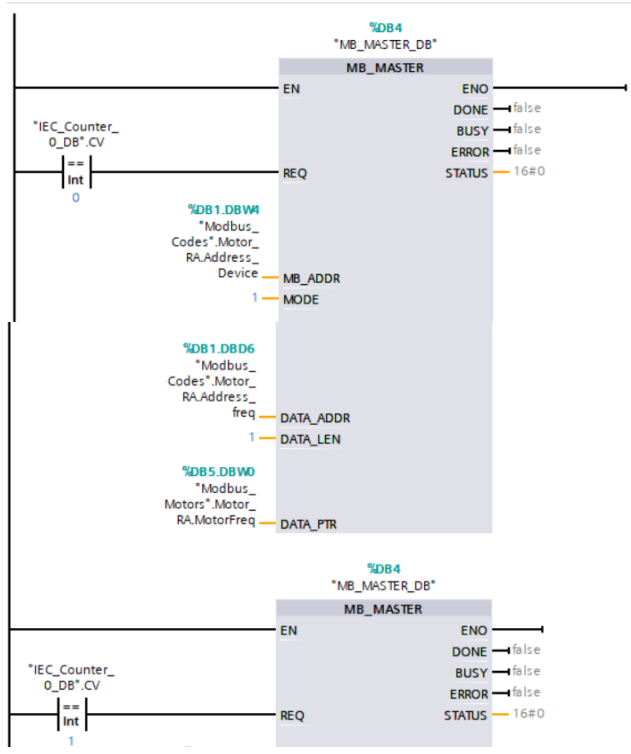 %DB4
"MB_MASTER_DB"
MB_MASTER
EN
ENO
DONE
false
"IEC_Counter_
0_DB".CV
BUSY
false
ERROR
false
==
Int
REQ
STATUS
16#0
0
%DB1.DBW4
"Modbus_
Codes".Motor_
RA.Address_
Device
MB_ADDR
1
MODE
%DB1.DBD6
"Modbus_
Codes".Motor_
RA.Address_
freq
DATA_ADDR
1
DATA_LEN
%DB5.DBW0
"Modbus_
Motors".Motor_
RA.MotorFreq
DATA_PTR
%DB4
"MB_MASTER_DB"
MB_MASTER
EN
ENO
DONE
false
"IEC_Counter_
0_DB".CV
BUSY
false
ERROR
false
==
Int
REQ
STATUS
16#0
1